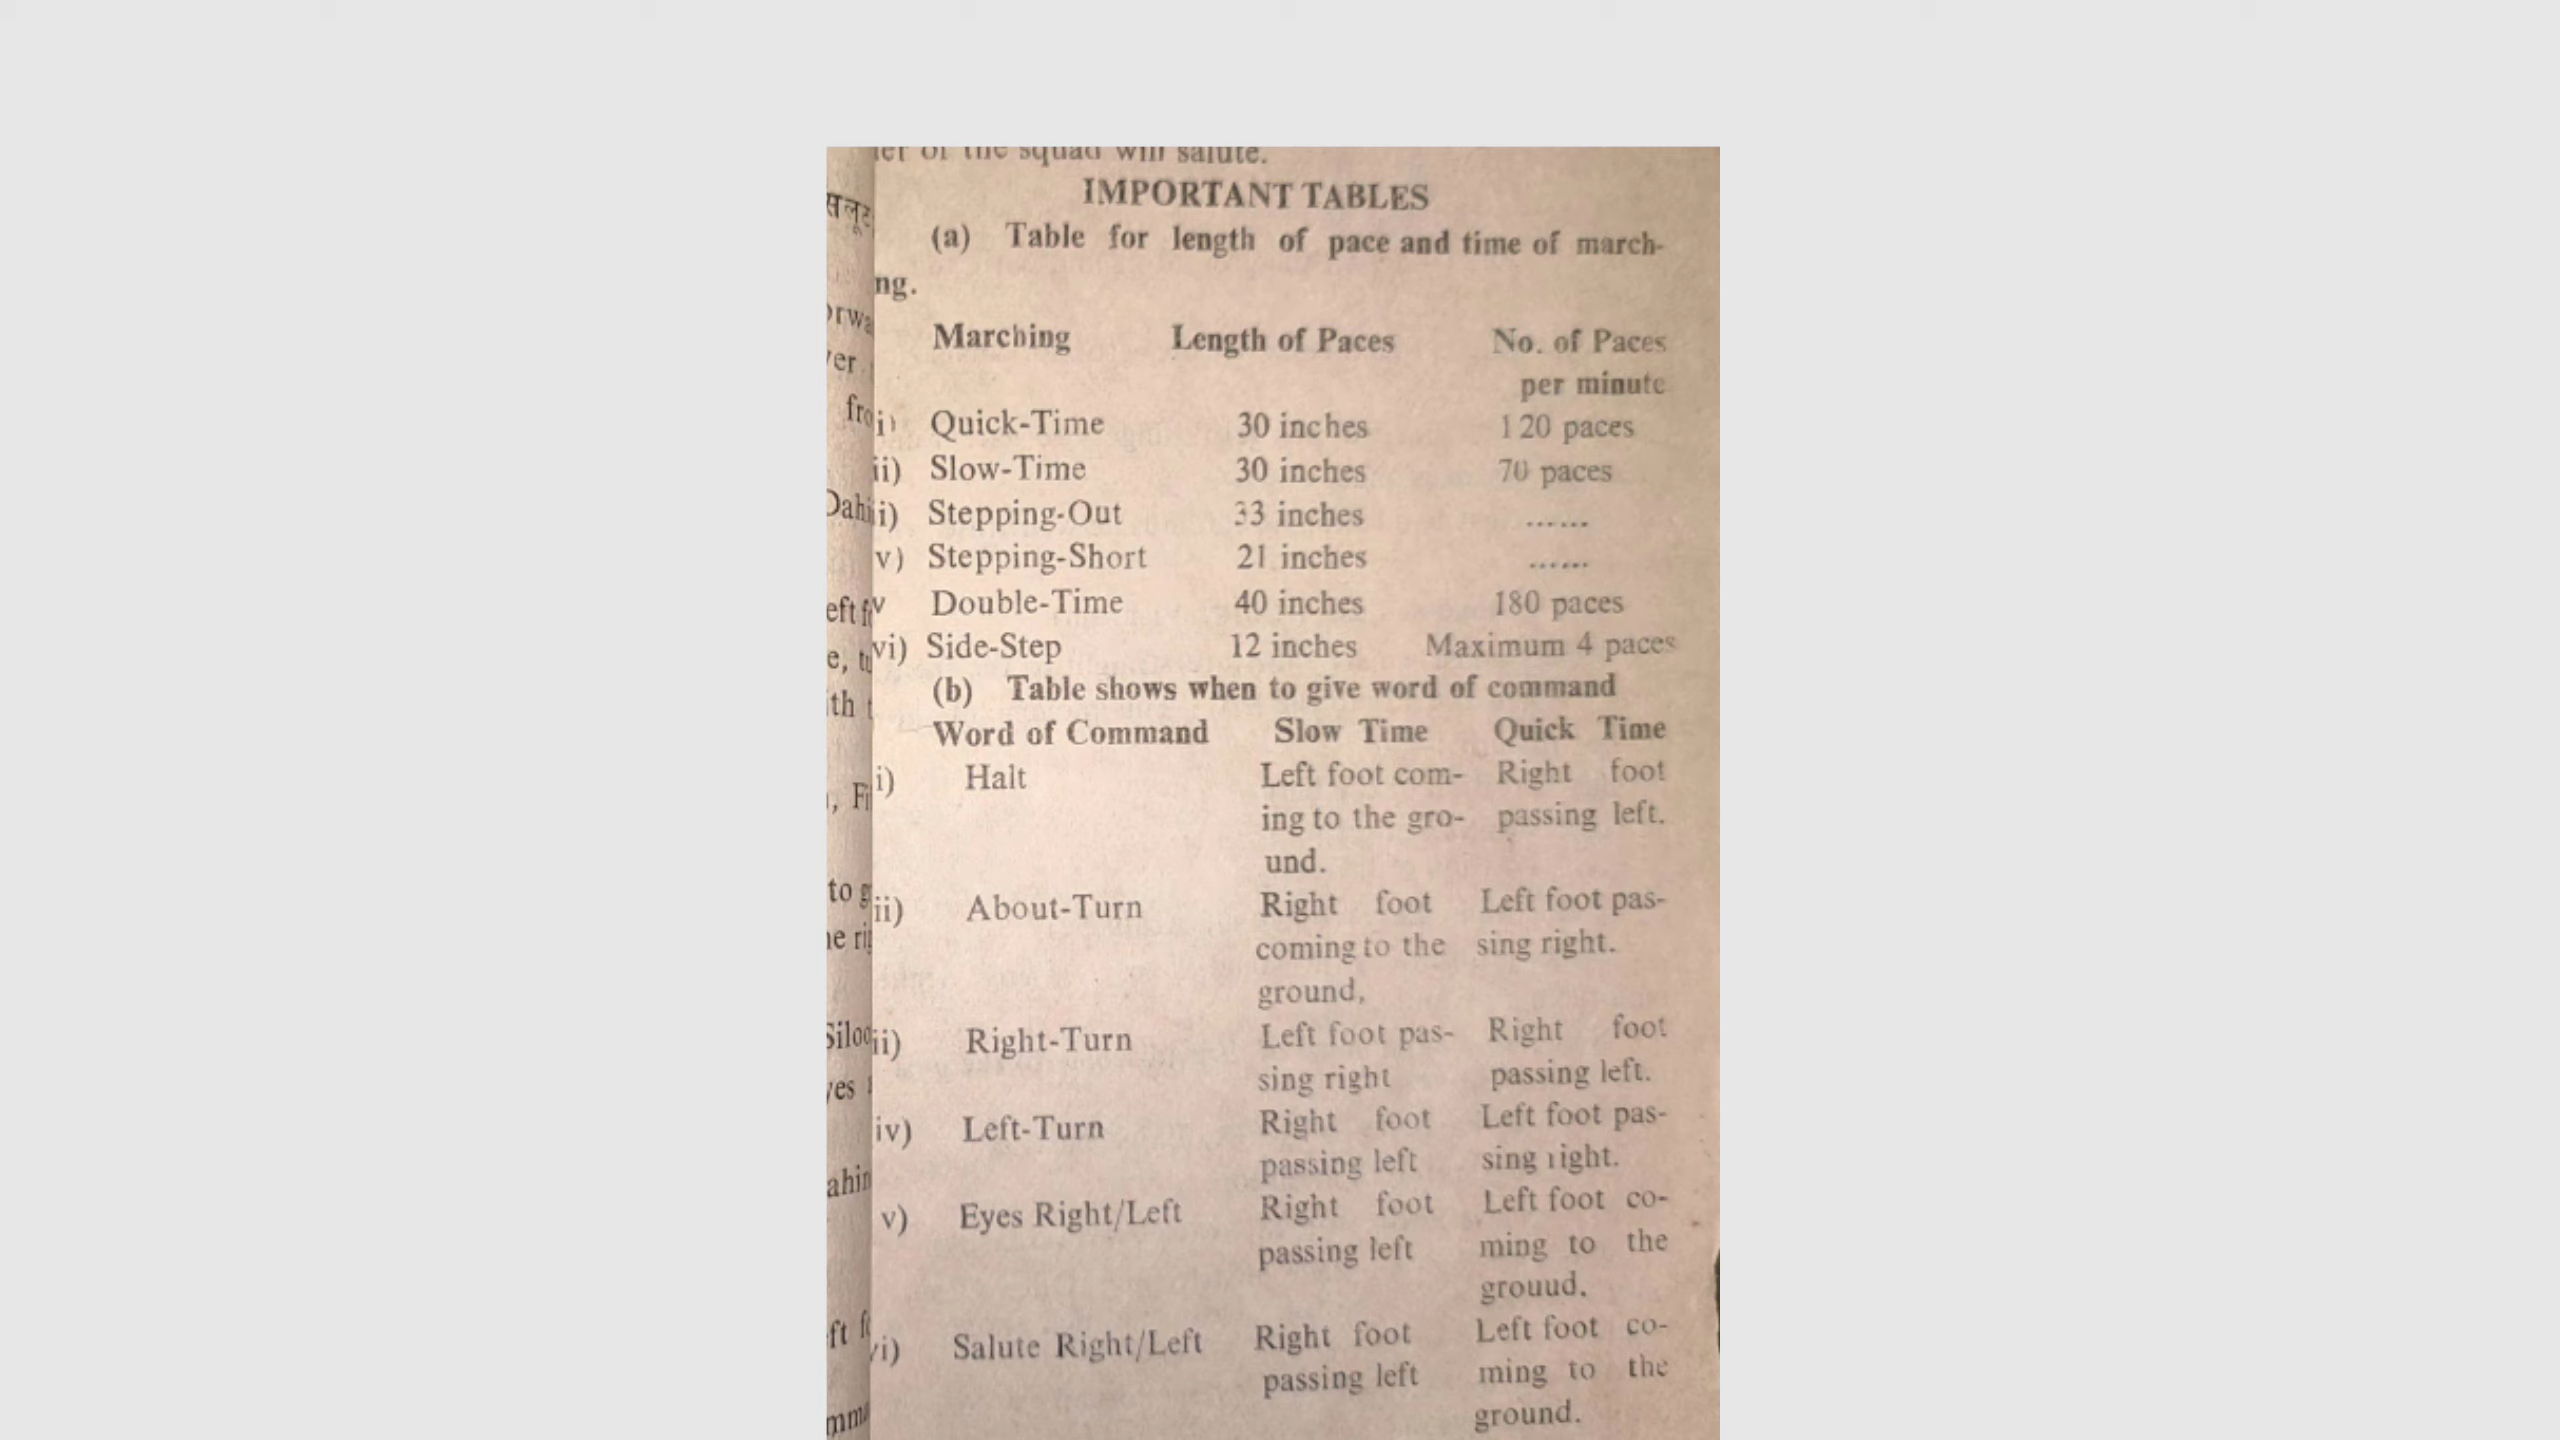 of the squad will salute.
IMPORTANT TABLES
(a) Table for length of pace and time of march-
ng.
Marching Length of Paces No. of Paces
per minute
i) Quick-Time 30 inches 120 paces
ii) Slow-Time 30 inches 70 paces
i) Stepping-Out 33 inches ......
v) Stepping-Short 21 inches ......
v Double-Time 40 inches 180 paces
vi) Side-Step 12 inches Maximum 4 paces
(b) Table shows when to give word of command
Word of Command Slow Time Quick Time
i) Halt Left foot com- Right foot
ing to the gro- passing left.
und.
ii) About-Turn Right foot Left foot pas-
coming to the sing right.
ground,
ii) Right-Turn Left foot pas- Right foot
sing right passing left.
iv) Left-Turn Right foot Left foot pas-
passing left sing right.
v) Eyes Right/Left Right foot Left foot co-
passing left ming to the
grouud.
vi) Salute Right/Left Right foot Left foot co-
passing left ming to the
ground.